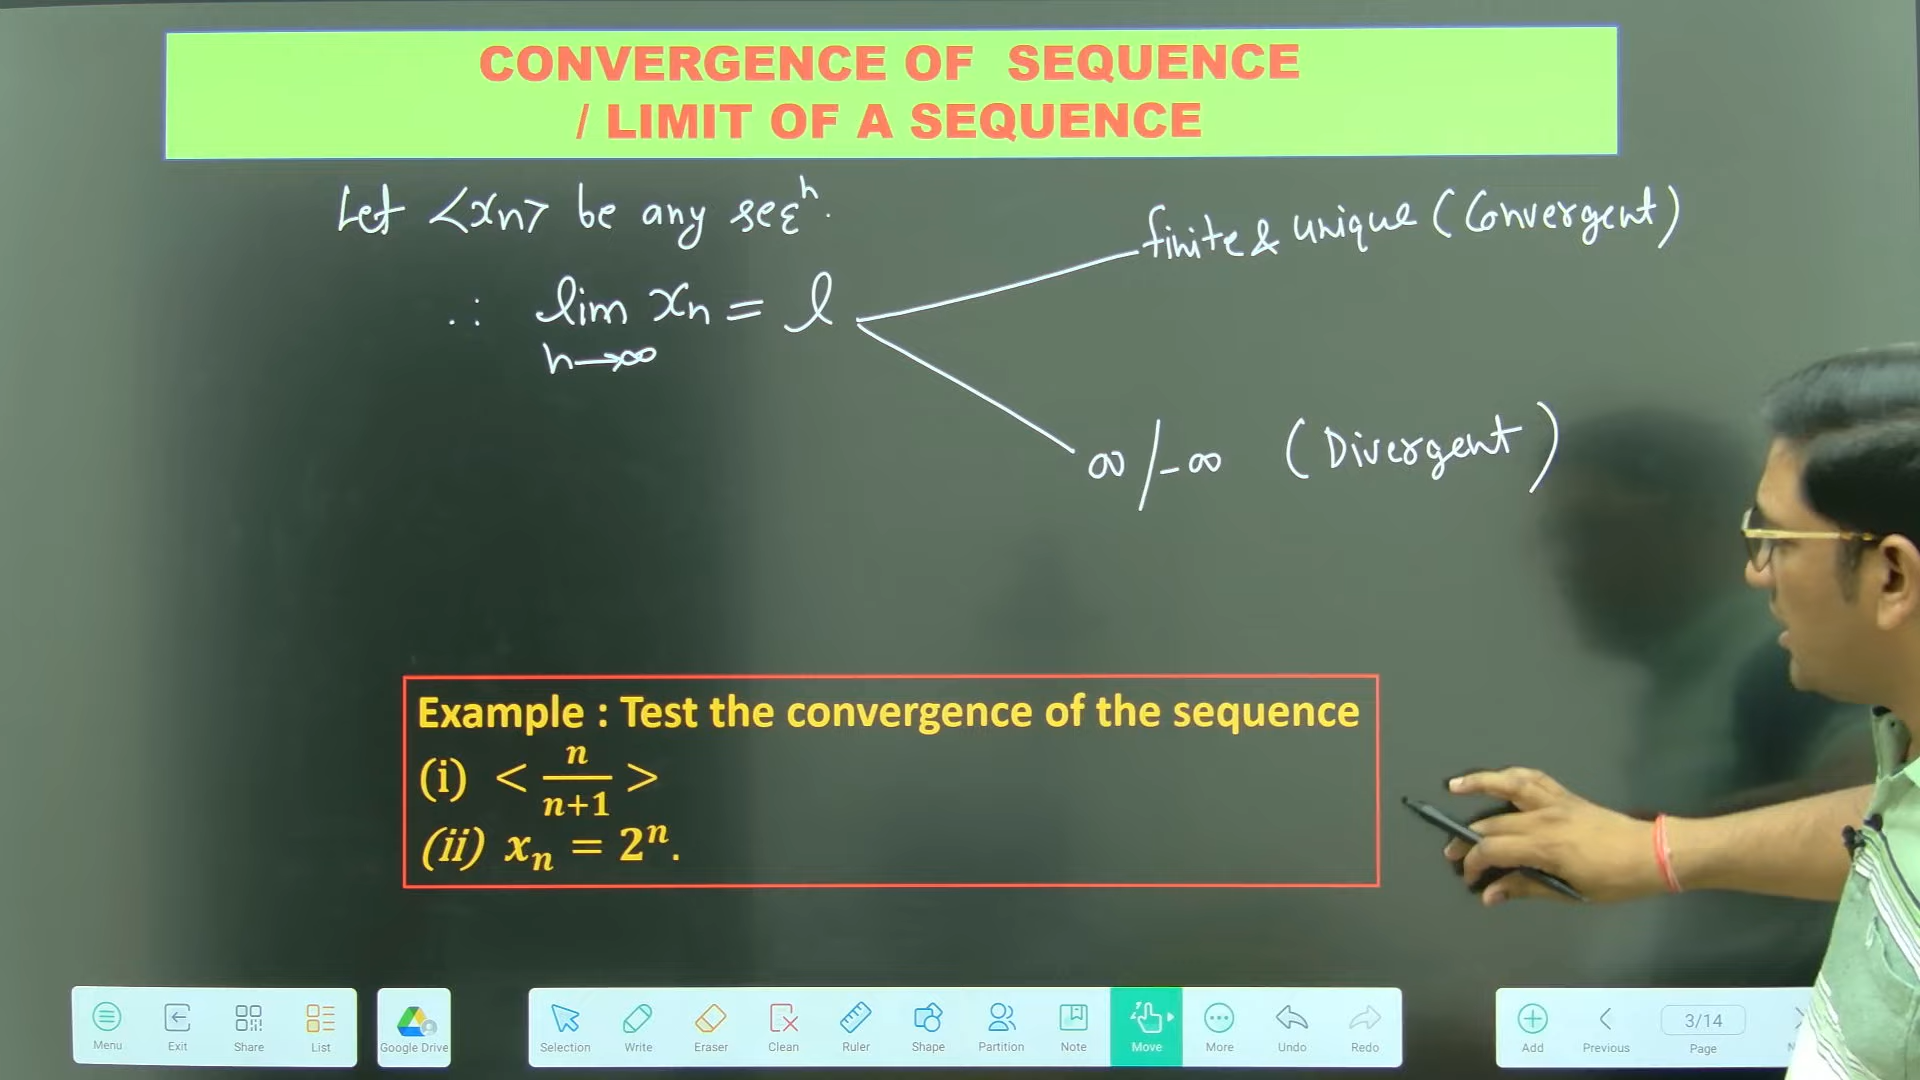 CONVERGENCE OF SEQUENCE
/ LIMIT OF A SEQUENCE
Let <xn> be any seqⁿ.
finite & unique (Convergent)
∴ lim xn = l
n→∞
∞/-∞ (Divergent)
Example : Test the convergence of the sequence
(i) < n/n+1 >
(ii) xₙ = 2ⁿ.
Menu Exit Share List Google Drive Selection Write Eraser Clean Ruler Shape Partition Note Move More Undo Redo Add Previous 3/14 Page